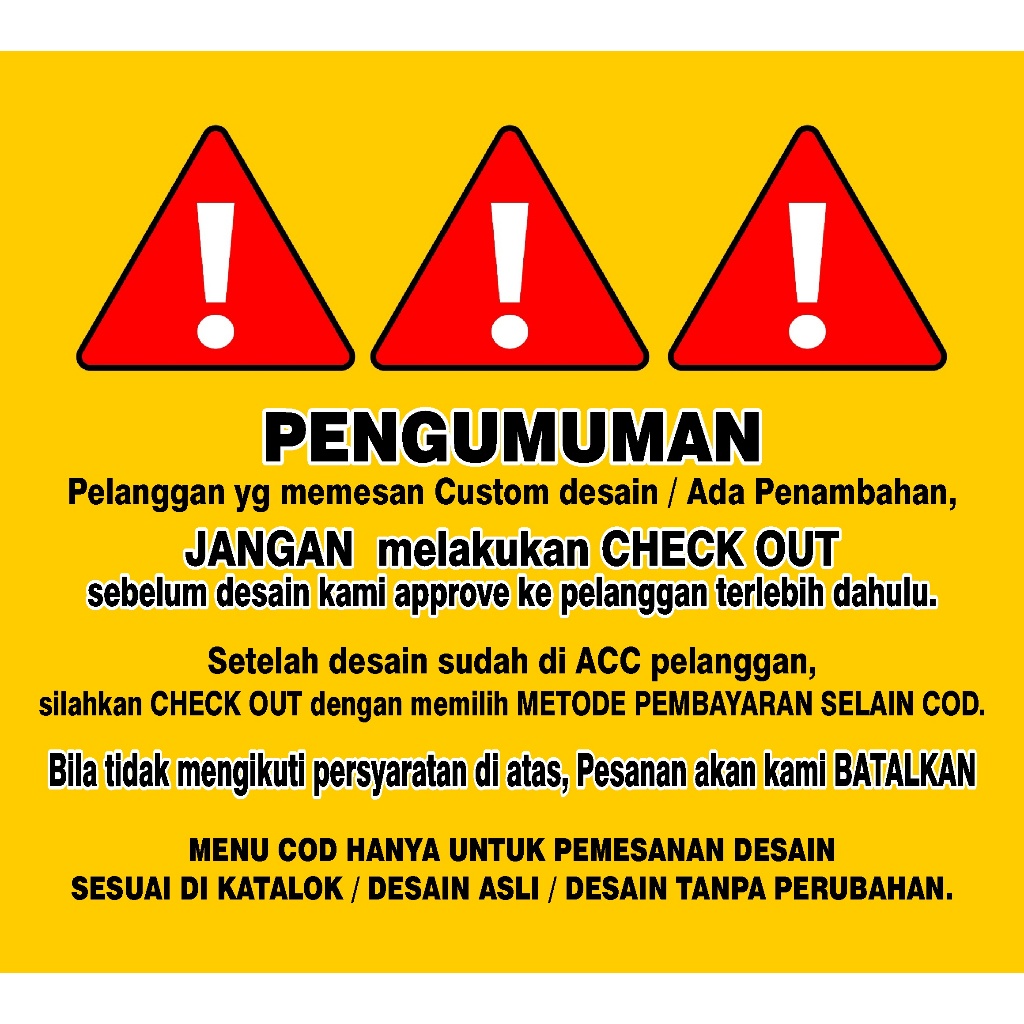 PENGUMUMAN
Pelanggan yg memesan Custom desain / Ada Penambahan,
JANGAN melakukan CHECK OUT
sebelum desain kami approve ke pelanggan terlebih dahulu.
Setelah desain sudah di ACC pelanggan,
silahkan CHECK OUT dengan memilih METODE PEMBAYARAN SELAIN COD.
Bila tidak mengikuti persyaratan di atas, Pesanan akan kami BATALKAN
MENU COD HANYA UNTUK PEMESANAN DESAIN
SESUAI DI KATALOK / DESAIN ASLI / DESAIN TANPA PERUBAHAN.